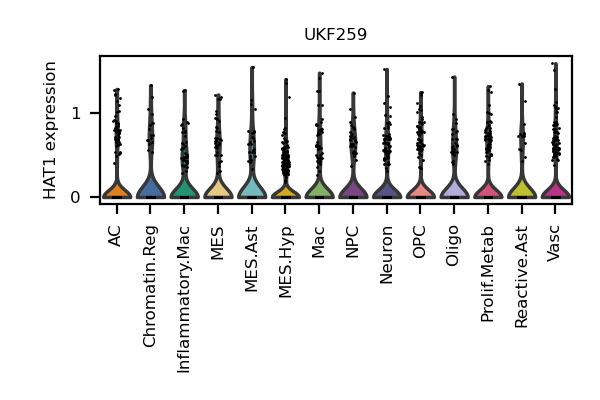 UKF259
HAT1 expression
1
0
AC
Chromatin.Reg
Inflammatory.Mac
MES
MES.Ast
MES.Hyp
Mac
NPC
Neuron
OPC
Oligo
Prolif.Metab
Reactive.Ast
Vasc